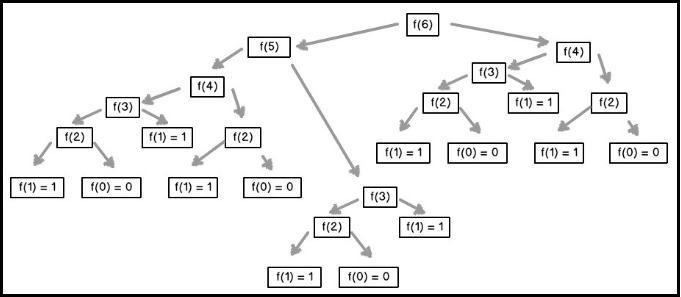 f(6)
f(5)
f(4)
f(4)
f(3)
f(3)
f(2)
f(1) = 1
f(2)
f(2)
f(1) = 1
f(2)
f(1) = 1
f(0) = 0
f(1) = 1
f(0) = 0
f(1) = 1
f(0) = 0
f(1) = 1
f(0) = 0
f(3)
f(2)
f(1) = 1
f(1) = 1
f(0) = 0